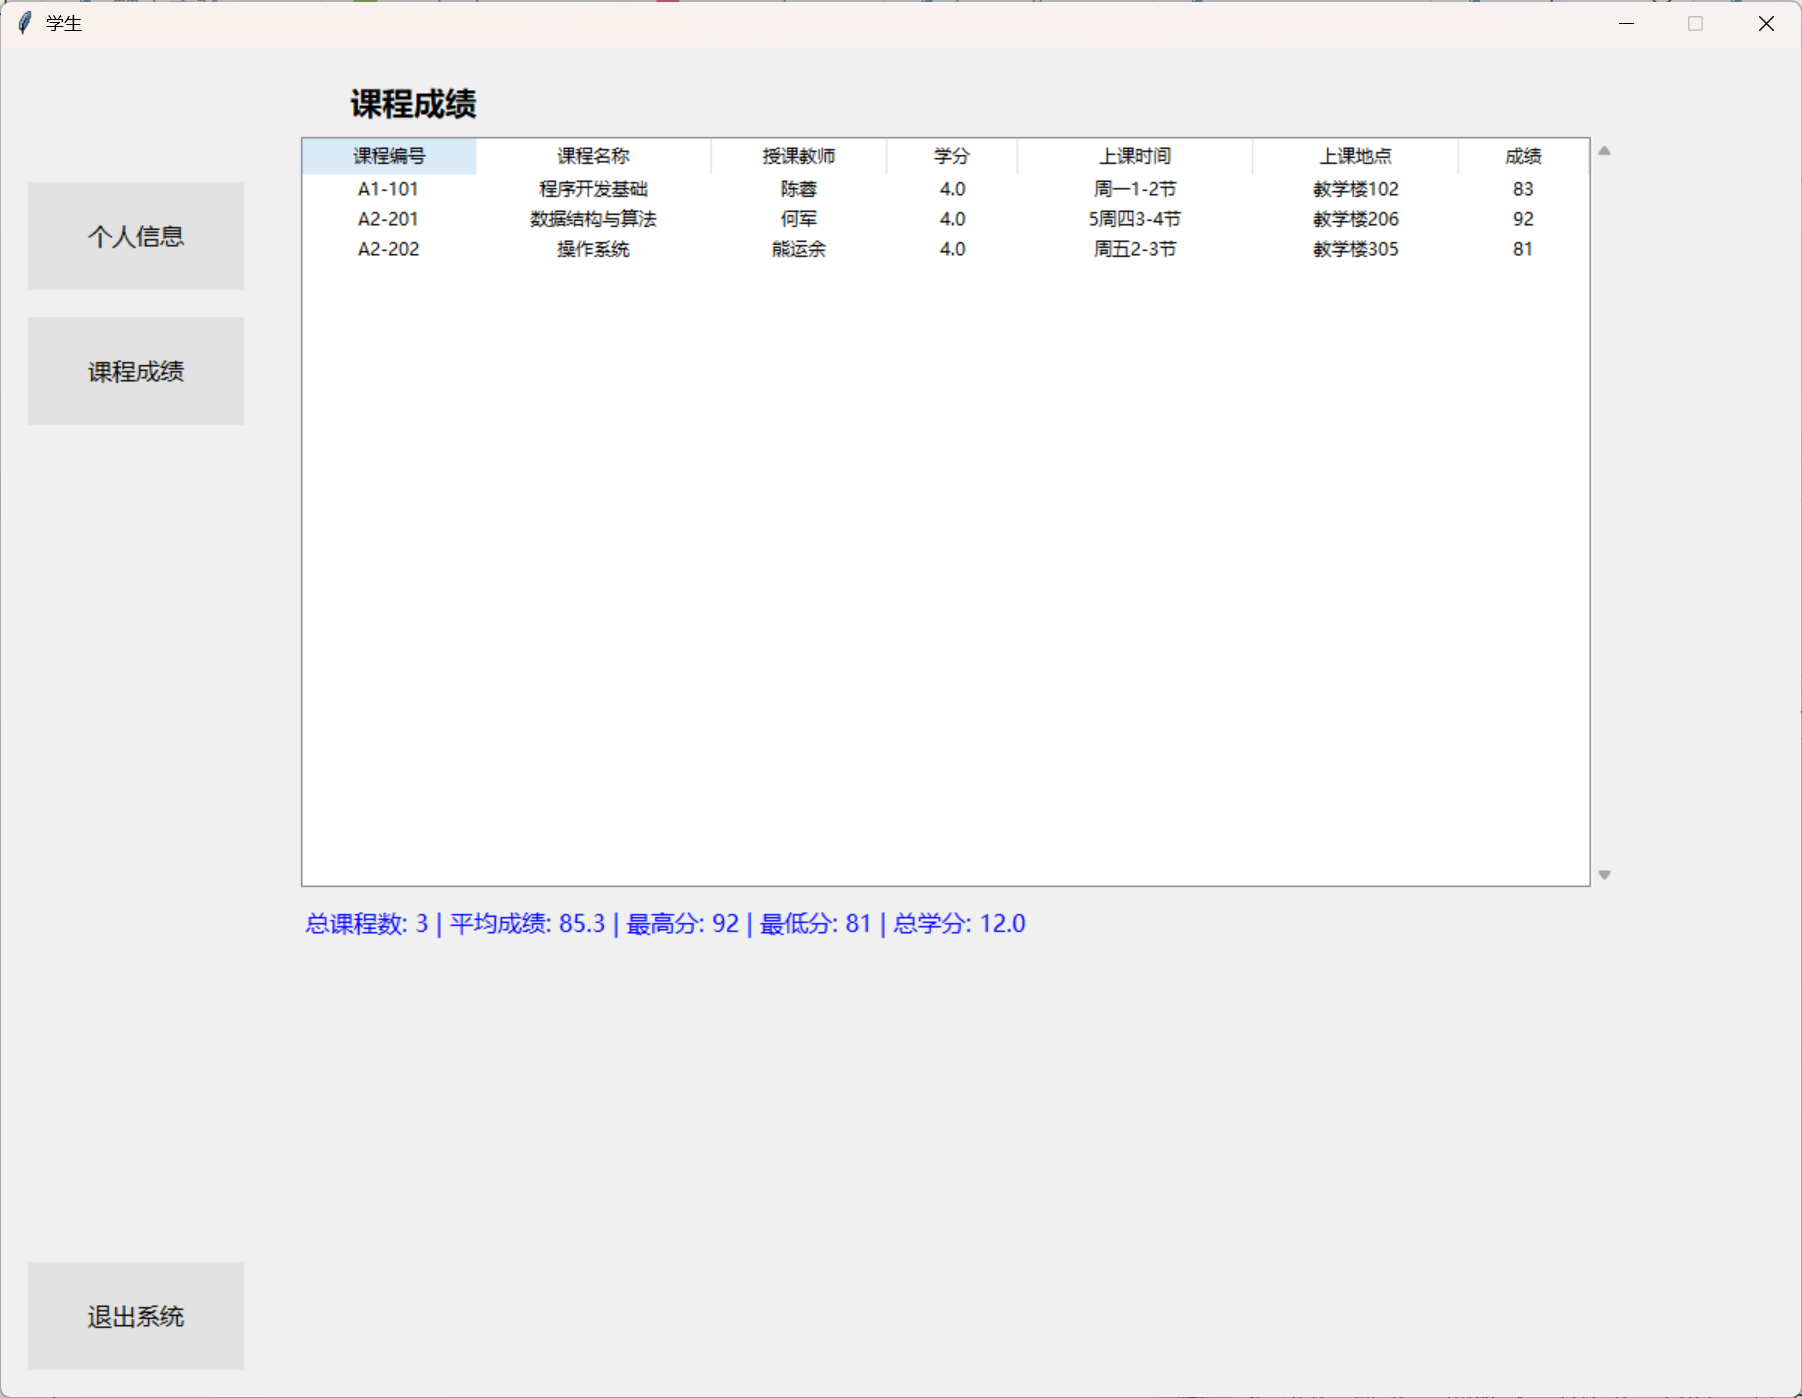 学生
课程成绩
课程编号 课程名称 授课教师 学分 上课时间 上课地点 成绩
A1-101 程序开发基础 陈蓉 4.0 周一1-2节 教学楼102 83
A2-201 数据结构与算法 何军 4.0 5周四3-4节 教学楼206 92
A2-202 操作系统 熊运余 4.0 周五2-3节 教学楼305 81
个人信息
课程成绩
总课程数: 3 | 平均成绩: 85.3 | 最高分: 92 | 最低分: 81 | 总学分: 12.0
退出系统